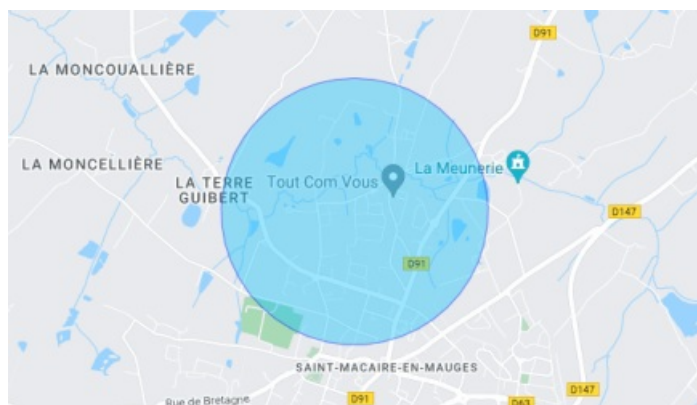 D91
LA MONCOUALLIÈRE
LA MONCELLIÈRE
LA TERRE
GUIBERT
Tout Com Vous
La Meunerie
D147
D91
SAINT-MACAIRE-EN-MAUGES
D147
Rue de Bretagne
D91
D63